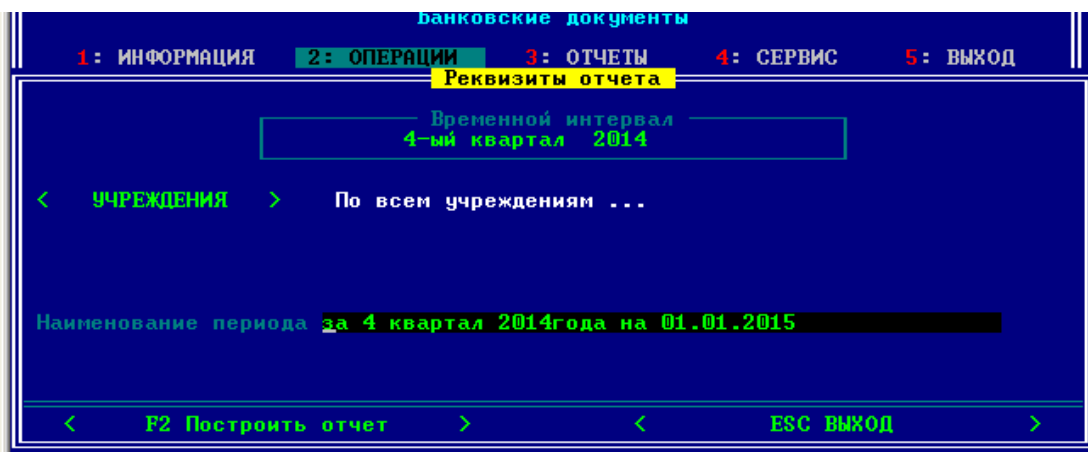 Банковские документы
1: ИНФОРМАЦИЯ 2: ОПЕРАЦИИ 3: ОТЧЕТЫ 4: СЕРВИС 5: ВЫХОД
Реквизиты отчета
Временной интервал
4-ый квартал 2014
< УЧРЕЖДЕНИЯ > По всем учреждениям ...
Наименование периода за 4 квартал 2014года на 01.01.2015
< F2 Построить отчет > < ESC ВЫХОД >